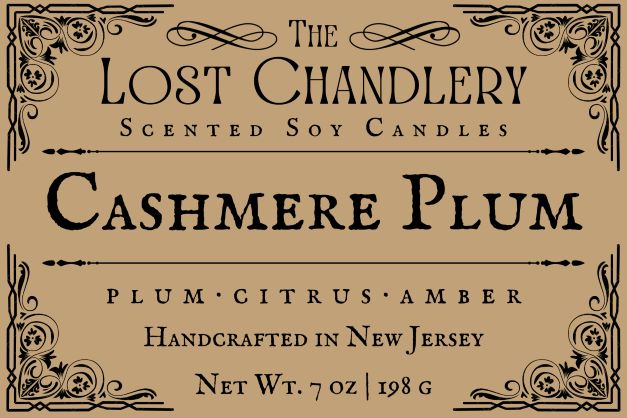 The
Lost Chandlery
Scented Soy Candles
Cashmere Plum
PLUM·CITRUS·AMBER
Handcrafted in New Jersey
Net Wt. 7 oz | 198 g